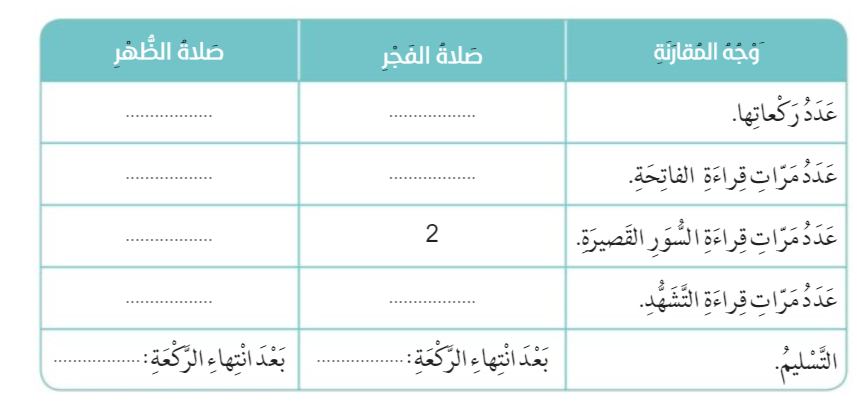 َوْجُهُ المُقارَنَةِ صَلاةُ الفَجْرِ صَلاةُ الظُّهْرِ
عَدَدُ رَكْعاتِها. .................. ..................
عَدَدُ مَرّاتِ قِراءَةِ الفاتِحَةِ. .................. ..................
عَدَدُ مَرّاتِ قِراءَةِ السُّوَرِ القَصيرَةِ. 2 ..................
عَدَدُ مَرّاتِ قِراءَةِ التَّشَهُّدِ. .................. ..................
التَّسْليمُ. بَعْدَ انْتِهاءِ الرَّكْعَةِ: .................. بَعْدَ انْتِهاءِ الرَّكْعَةِ: ..................